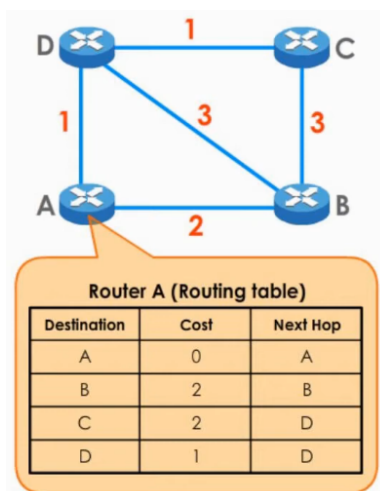 D
1
C
1
3
3
A
2
B
Router A (Routing table)
Destination Cost Next Hop
A 0 A
B 2 B
C 2 D
D 1 D